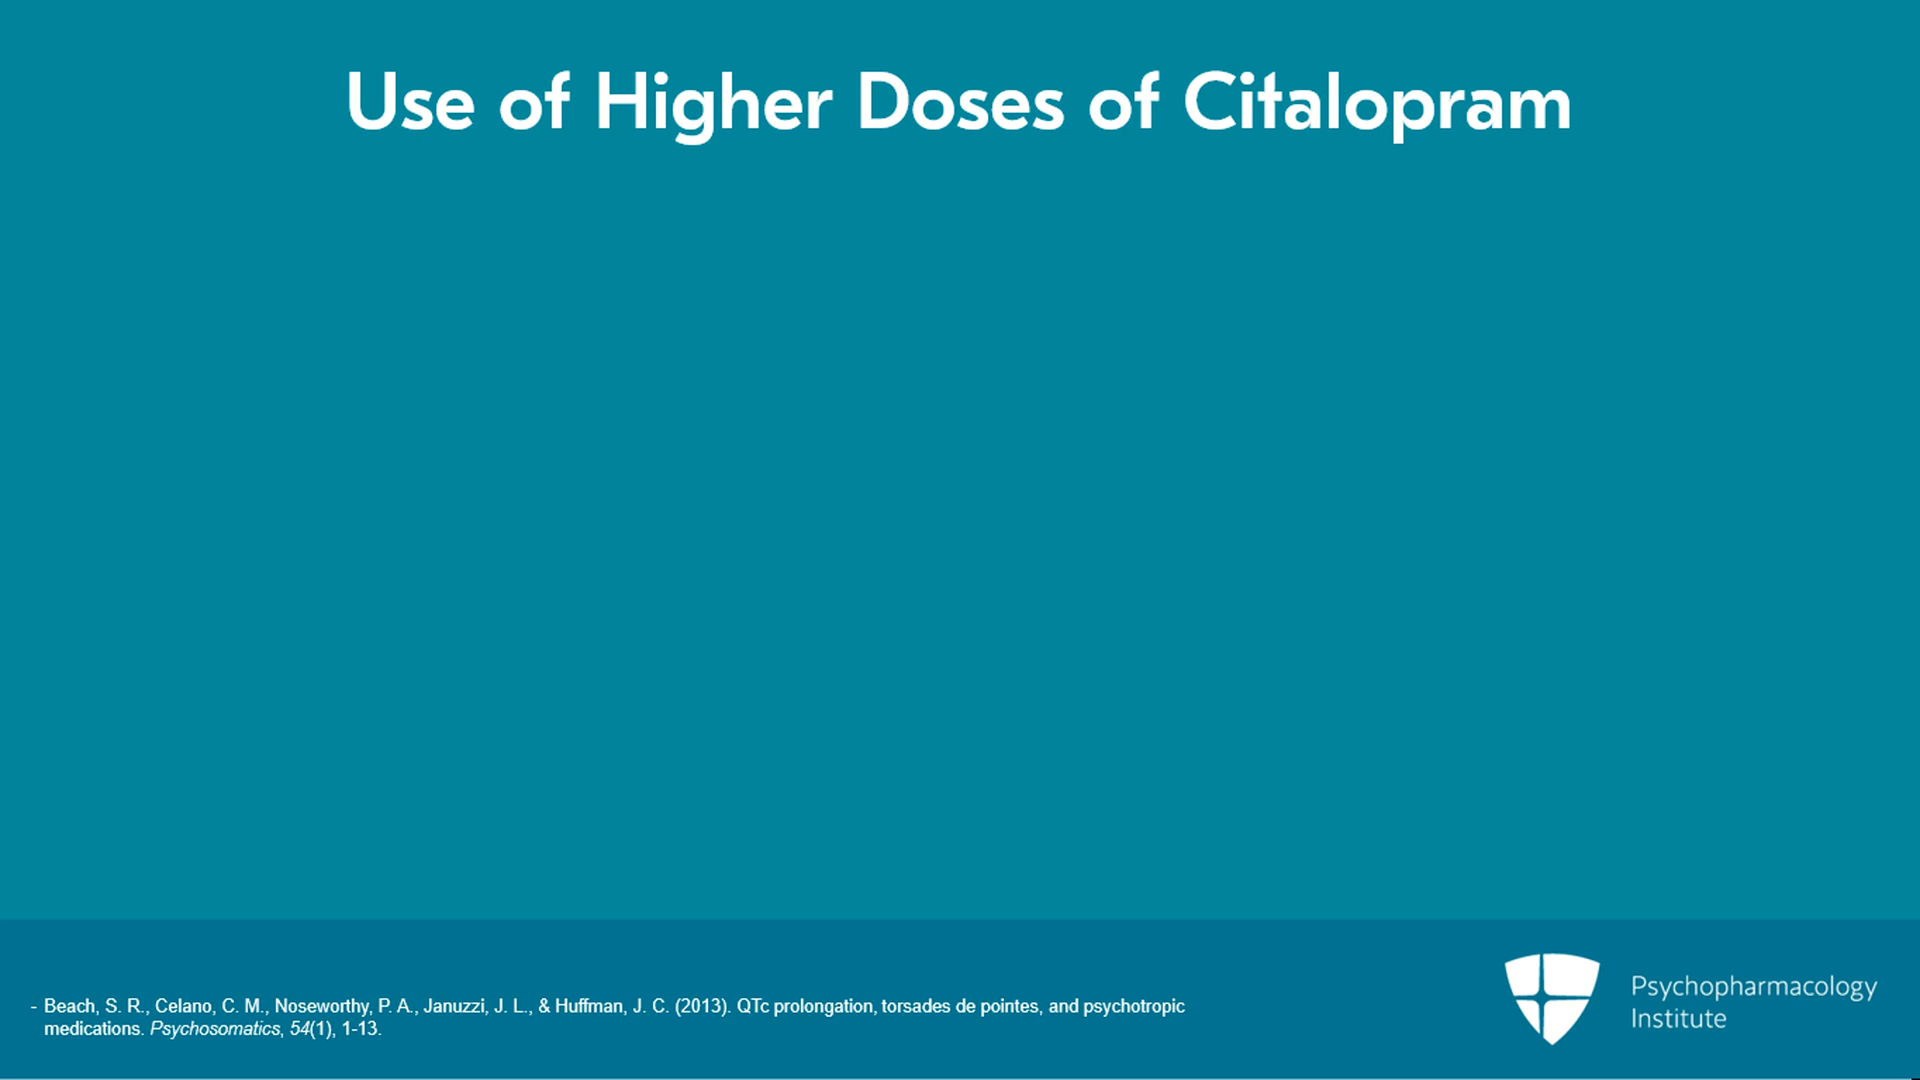 Use of Higher Doses of Citalopram
- Beach, S. R., Celano, C. M., Noseworthy, P. A., Januzzi, J. L., & Huffman, J. C. (2013). QTc prolongation, torsades de pointes, and psychotropic
medications. Psychosomatics, 54(1), 1-13.
Psychopharmacology
Institute